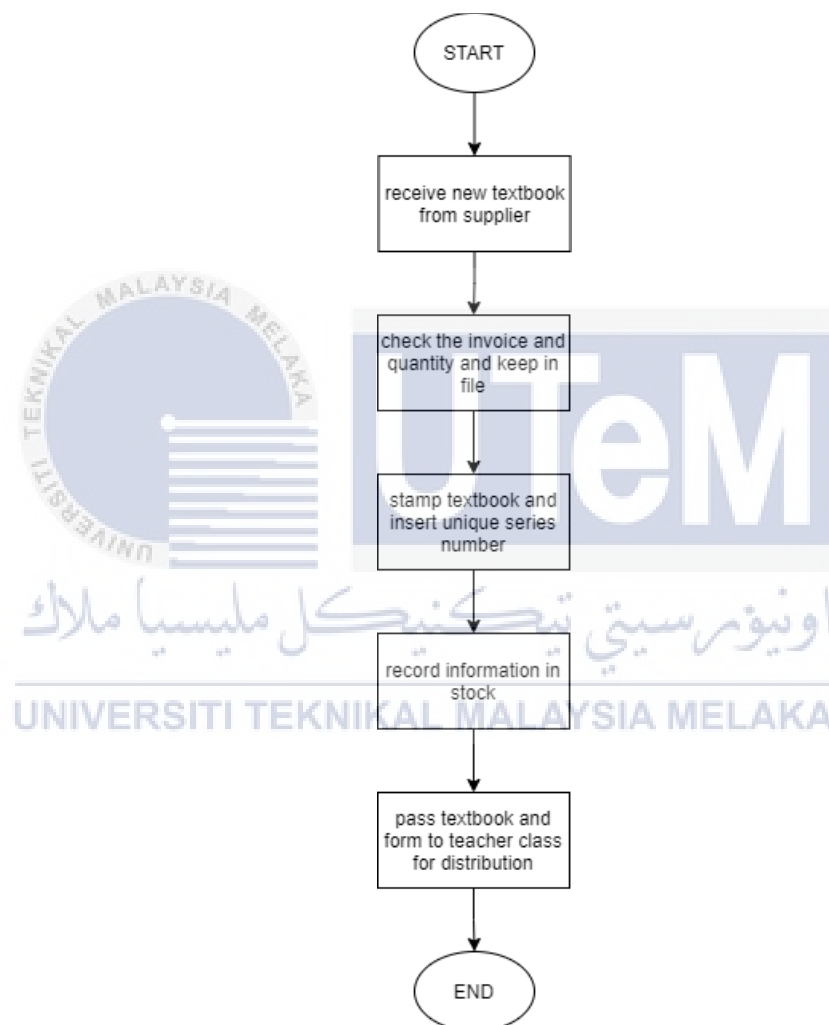 START
receive new textbook
from supplier
UNIVERSITI TEKNIKAL MALAYSIA MELAKA
UTeM
check the invoice and
quantity and keep in
file
stamp textbook and
insert unique series
number
اونيۏرسيتي تيكنيكل مليسيا ملاك
record information in
stock
UNIVERSITI TEKNIKAL MALAYSIA MELAKA
pass textbook and
form to teacher class
for distribution
END